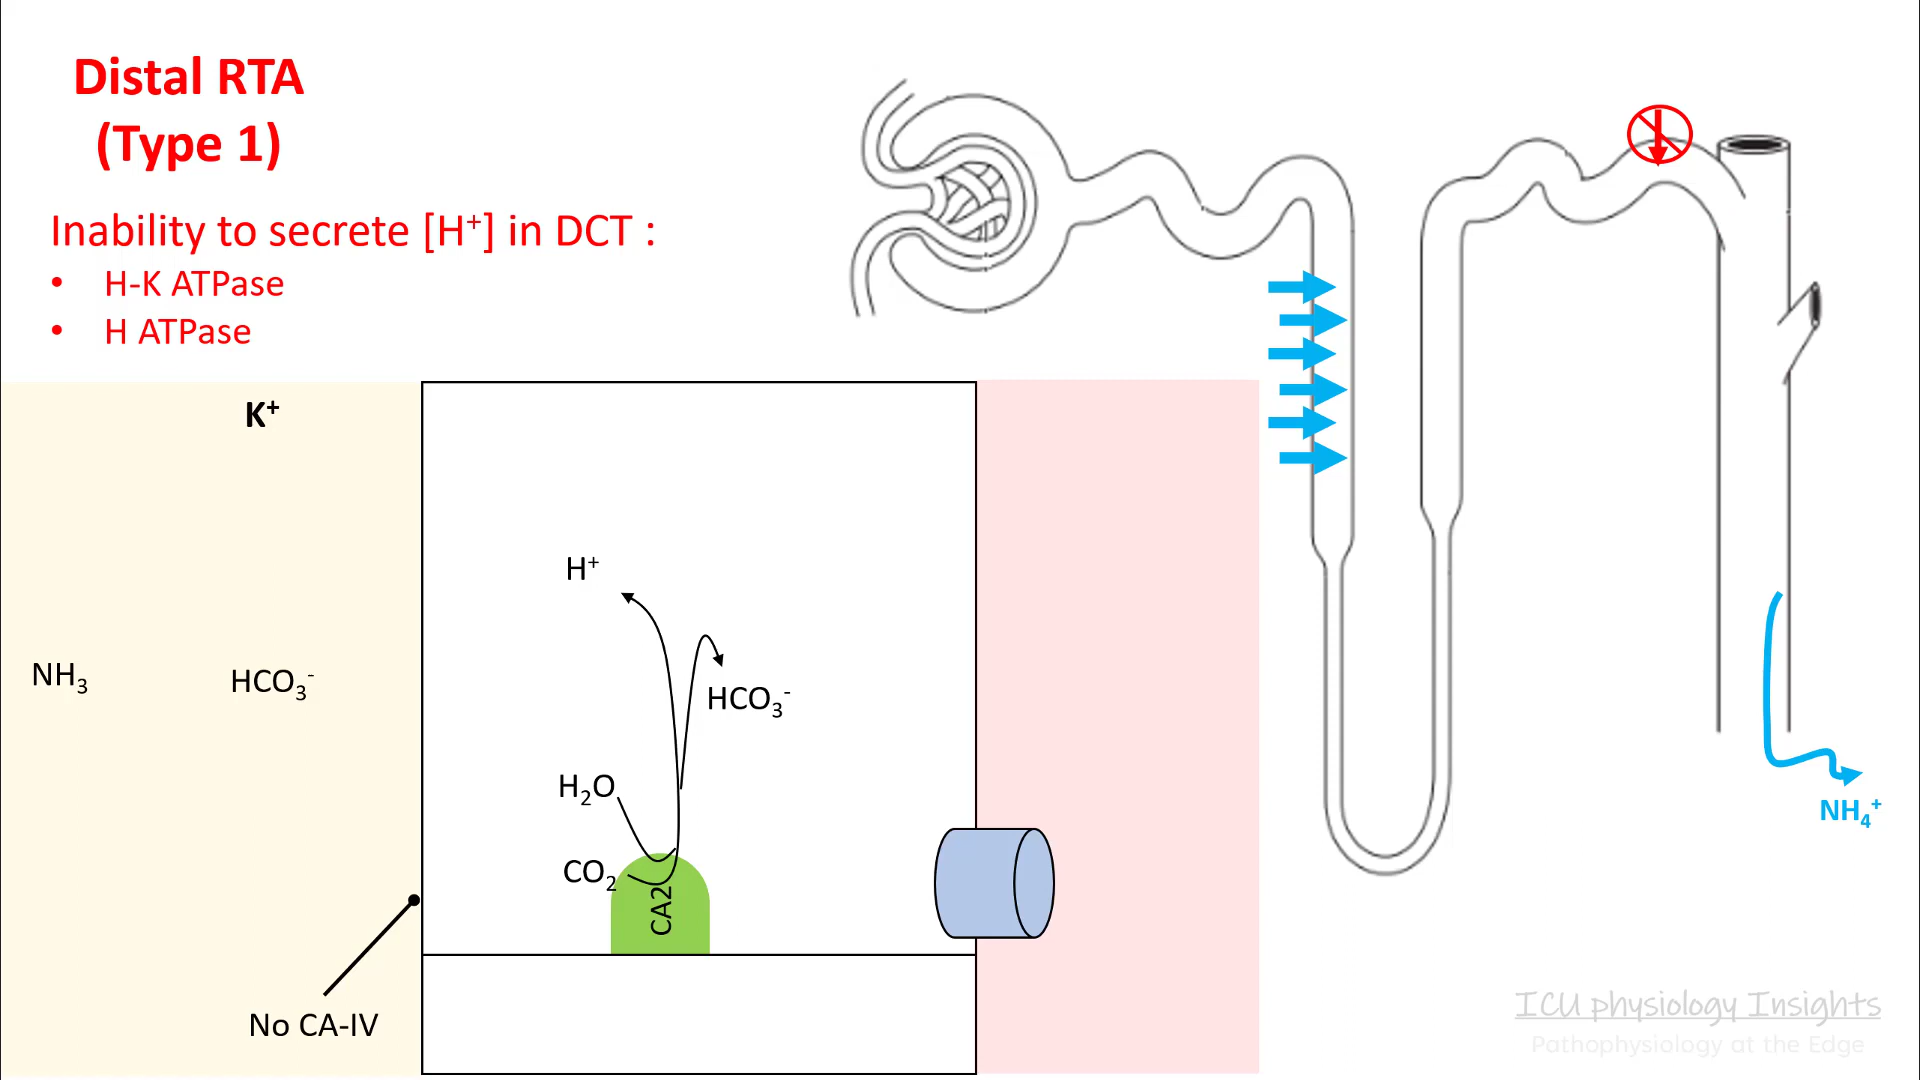 Distal RTA
(Type 1)
Inability to secrete [H⁺] in DCT :
• H-K ATPase
• H ATPase
K⁺
H⁺
NH₃
HCO₃⁻
HCO₃⁻
H₂O
CO₂
CA2
No CA-IV
NH₄⁺
ICU physiology Insights
Pathophysiology at the Edge